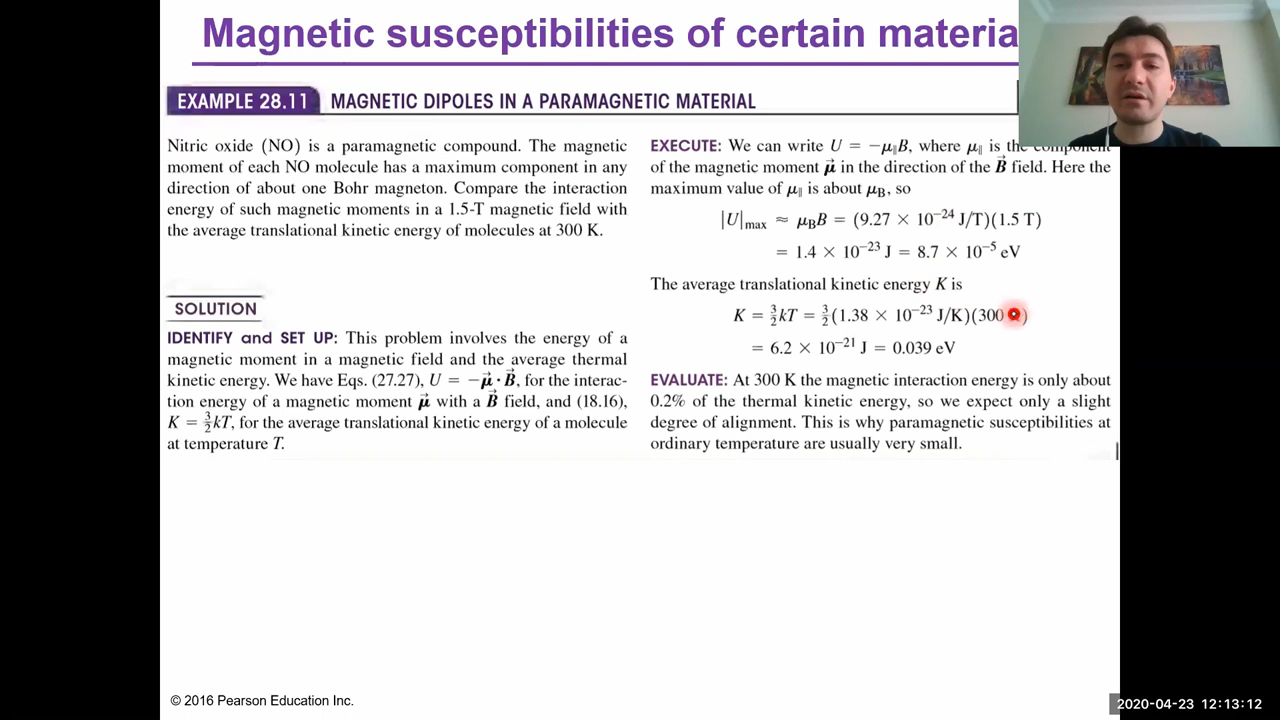 Magnetic susceptibilities of certain materia
EXAMPLE 28.11 MAGNETIC DIPOLES IN A PARAMAGNETIC MATERIAL
Nitric oxide (NO) is a paramagnetic compound. The magnetic
moment of each NO molecule has a maximum component in any
direction of about one Bohr magneton. Compare the interaction
energy of such magnetic moments in a 1.5-T magnetic field with
the average translational kinetic energy of molecules at 300 K.
SOLUTION
IDENTIFY and SET UP: This problem involves the energy of a
magnetic moment in a magnetic field and the average thermal
kinetic energy. We have Eqs. (27.27), U = −μ⃗ · B⃗, for the interac-
tion energy of a magnetic moment μ⃗ with a B⃗ field, and (18.16),
K = 3/2 kT, for the average translational kinetic energy of a molecule
at temperature T.
EXECUTE: We can write U = −μ∥B, where μ∥ is the component
of the magnetic moment μ⃗ in the direction of the B⃗ field. Here the
maximum value of μ∥ is about μB, so
|U|max ≈ μBB = (9.27 × 10⁻²⁴ J/T)(1.5 T)
= 1.4 × 10⁻²³ J = 8.7 × 10⁻⁵ eV
The average translational kinetic energy K is
K = 3/2 kT = 3/2 (1.38 × 10⁻²³ J/K)(300 )
= 6.2 × 10⁻²¹ J = 0.039 eV
EVALUATE: At 300 K the magnetic interaction energy is only about
0.2% of the thermal kinetic energy, so we expect only a slight
degree of alignment. This is why paramagnetic susceptibilities at
ordinary temperature are usually very small.
© 2016 Pearson Education Inc.
2020-04-23 12:13:12